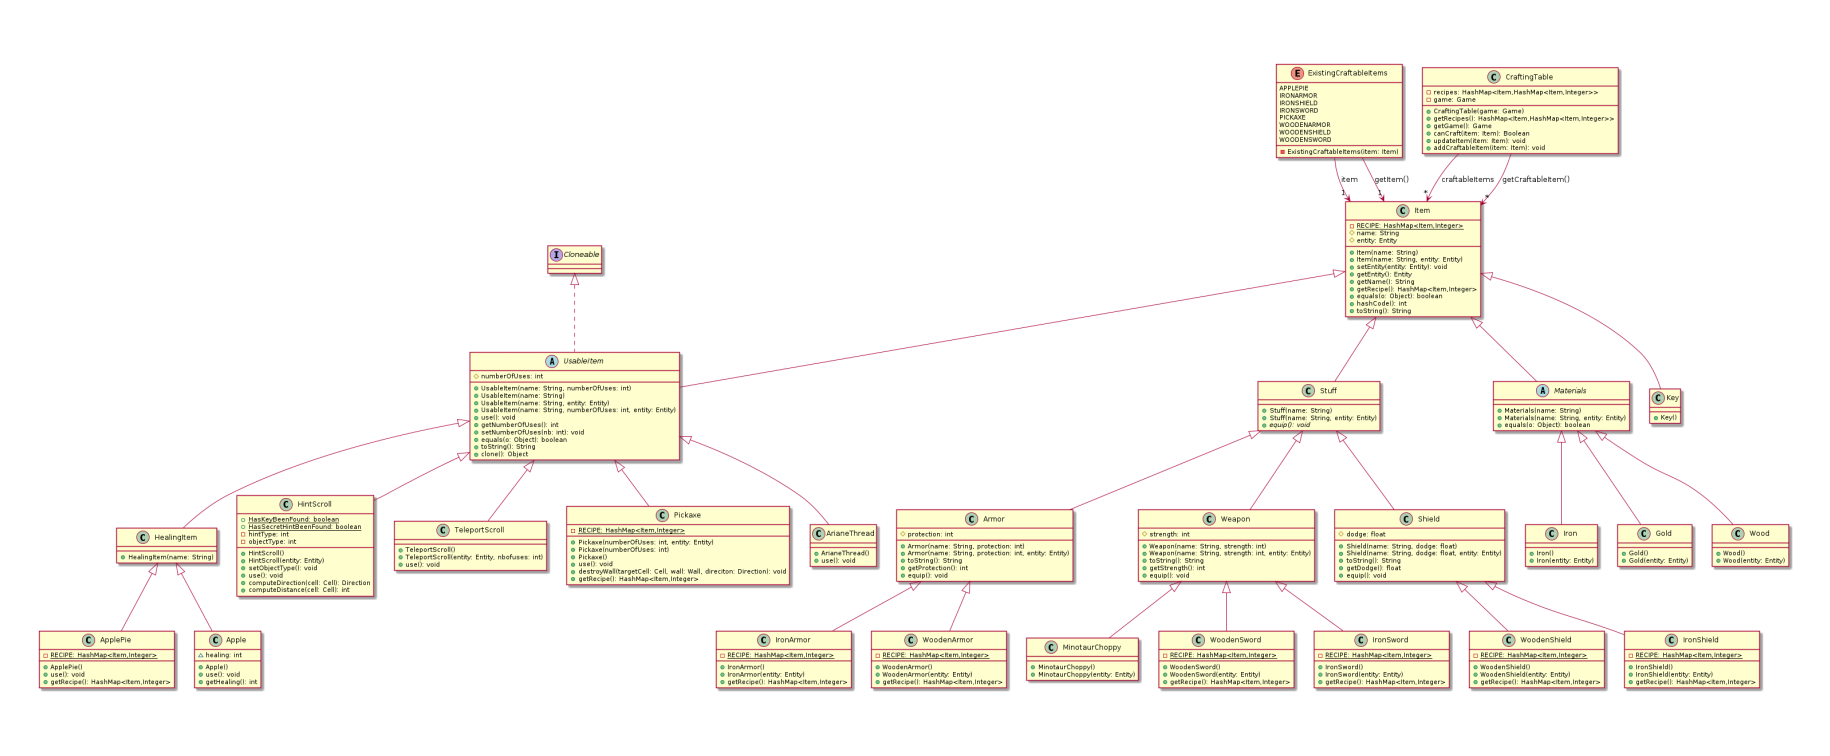 E ExistingCraftableItems
APPLEPIE
IRONARMOR
IRONSHIELD
IRONSWORD
PICKAXE
WOODENARMOR
WOODENSHIELD
WOODENSWORD
ExistingCraftableItems(item: Item)
C CraftingTable
recipes: HashMap<Item,HashMap<Item,Integer>>
game: Game
CraftingTable(game: Game)
getRecipes(): HashMap<Item,HashMap<Item,Integer>>
getGame(): Game
canCraft(item: Item): Boolean
updateItem(item: Item): void
addCraftableItem(item: Item): void
item
getItem()
craftableItems
getCraftableItem()
1
1
*
*
C Item
RECIPE: HashMap<Item,Integer>
name: String
entity: Entity
Item(name: String)
Item(name: String, entity: Entity)
setEntity(entity: Entity): void
getEntity(): Entity
getName(): String
getRecipe(): HashMap<Item,Integer>
equals(o: Object): boolean
hashCode(): int
toString(): String
I Cloneable
A UsableItem
numberOfUses: int
UsableItem(name: String, numberOfUses: int)
UsableItem(name: String)
UsableItem(name: String, entity: Entity)
UsableItem(name: String, numberOfUses: int, entity: Entity)
use(): void
getNumberOfUses(): int
setNumberOfUses(nb: int): void
equals(o: Object): boolean
toString(): String
clone(): Object
C Stuff
Stuff(name: String)
Stuff(name: String, entity: Entity)
equip(): void
A Materials
Materials(name: String)
Materials(name: String, entity: Entity)
equals(o: Object): boolean
C Key
Key()
C HealingItem
HealingItem(name: String)
C HintScroll
HasKeyBeenFound: boolean
HasSecretHintBeenFound: boolean
hintType: int
objectType: int
HintScroll()
HintScroll(entity: Entity)
setObjectType(): void
use(): void
computeDirection(cell: Cell): Direction
computeDistance(cell: Cell): int
C TeleportScroll
TeleportScroll()
TeleportScroll(entity: Entity, nbofuses: int)
use(): void
C Pickaxe
RECIPE: HashMap<Item,Integer>
Pickaxe(numberOfUses: int, entity: Entity)
Pickaxe(numberOfUses: int)
Pickaxe()
use(): void
destroyWall(targetCell: Cell, wall: Wall, direciton: Direction): void
getRecipe(): HashMap<Item,Integer>
C ArianeThread
ArianeThread()
use(): void
C Armor
protection: int
Armor(name: String, protection: int)
Armor(name: String, protection: int, entity: Entity)
toString(): String
getProtection(): int
equip(): void
C Weapon
strength: int
Weapon(name: String, strength: int)
Weapon(name: String, strength: int, entity: Entity)
toString(): String
getStrength(): int
equip(): void
C Shield
dodge: float
Shield(name: String, dodge: float)
Shield(name: String, dodge: float, entity: Entity)
toString(): String
getDodge(): float
equip(): void
C Iron
Iron()
Iron(entity: Entity)
C Gold
Gold()
Gold(entity: Entity)
C Wood
Wood()
Wood(entity: Entity)
C ApplePie
RECIPE: HashMap<Item,Integer>
ApplePie()
use(): void
getRecipe(): HashMap<Item,Integer>
C Apple
healing: int
Apple()
use(): void
getHealing(): int
C IronArmor
RECIPE: HashMap<Item,Integer>
IronArmor()
IronArmor(entity: Entity)
getRecipe(): HashMap<Item,Integer>
C WoodenArmor
RECIPE: HashMap<Item,Integer>
WoodenArmor()
WoodenArmor(entity: Entity)
getRecipe(): HashMap<Item,Integer>
C MinotaurChoppy
MinotaurChoppy()
MinotaurChoppy(entity: Entity)
C WoodenSword
RECIPE: HashMap<Item,Integer>
WoodenSword()
WoodenSword(entity: Entity)
getRecipe(): HashMap<Item,Integer>
C IronSword
RECIPE: HashMap<Item,Integer>
IronSword()
IronSword(entity: Entity)
getRecipe(): HashMap<Item,Integer>
C WoodenShield
RECIPE: HashMap<Item,Integer>
WoodenShield()
WoodenShield(entity: Entity)
getRecipe(): HashMap<Item,Integer>
C IronShield
RECIPE: HashMap<Item,Integer>
IronShield()
IronShield(entity: Entity)
getRecipe(): HashMap<Item,Integer>